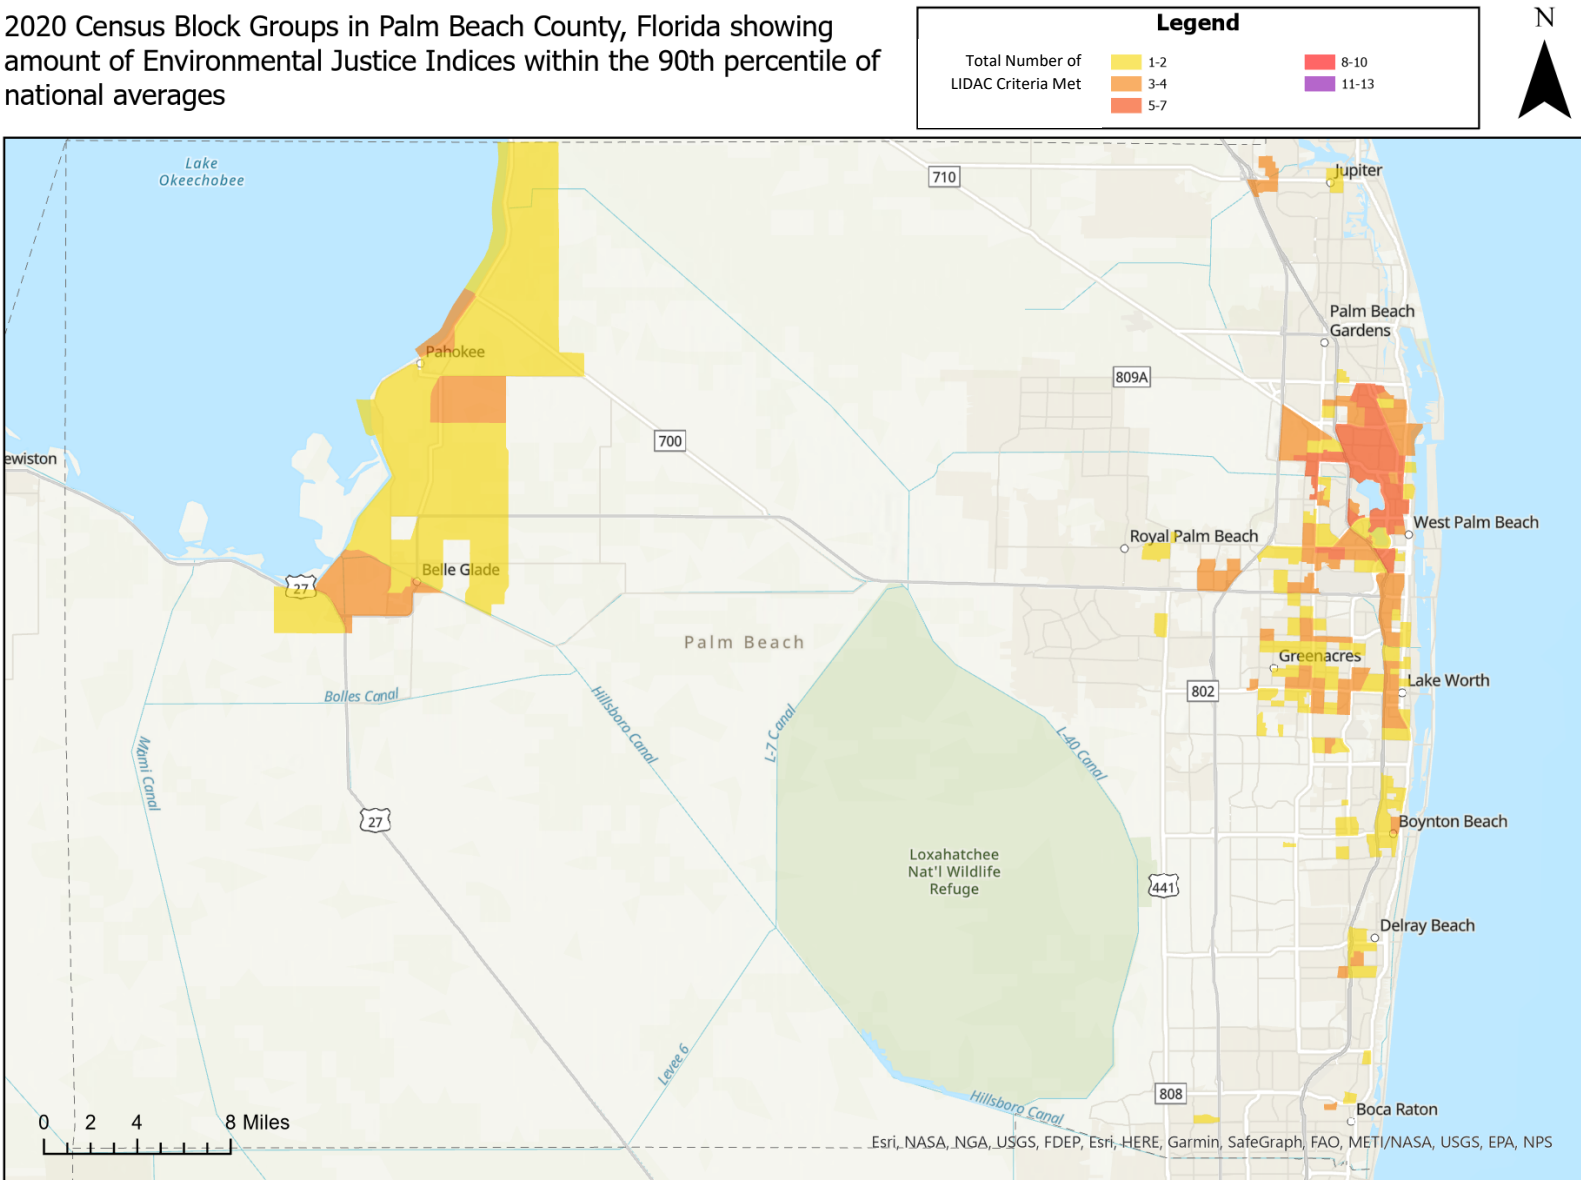 2020 Census Block Groups in Palm Beach County, Florida showing
amount of Environmental Justice Indices within the 90th percentile of
national averages
Legend
Total Number of
LIDAC Criteria Met
1-2
3-4
5-7
8-10
11-13
N
Lake
Okeechobee
710
Jupiter
Palm Beach
Gardens
Pahokee
809A
700
ewiston
West Palm Beach
Royal Palm Beach
Belle Glade
27
Palm Beach
Greenacres
Lake Worth
802
Bolles Canal
Hillsboro Canal
L-7 Canal
L-40 Canal
Miami Canal
27
Boynton Beach
Loxahatchee
Nat'l Wildlife
Refuge
441
Delray Beach
Levee 6
808
Hillsboro Canal
Boca Raton
0 2 4 8 Miles
Esri, NASA, NGA, USGS, FDEP, Esri, HERE, Garmin, SafeGraph, FAO, METI/NASA, USGS, EPA, NPS